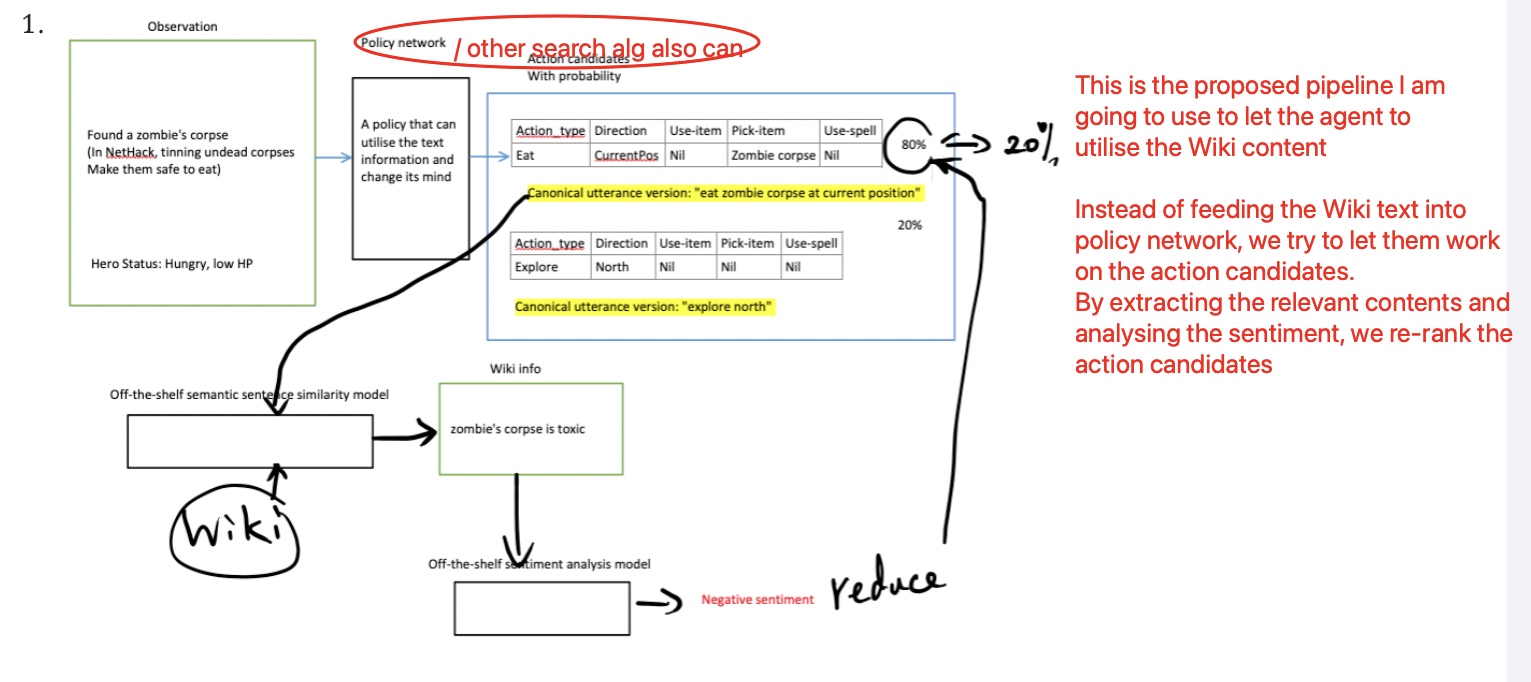 1.
Observation
Found a zombie's corpse
(In NetHack, tinning undead corpses
Make them safe to eat)
Hero Status: Hungry, low HP
Policy network / other search alg also can
A policy that can
utilise the text
information and
change its mind
Action candidates
With probability
Action_type Direction Use-item Pick-item Use-spell
Eat CurrentPos Nil Zombie corpse Nil
80% 20%
Canonical utterance version: "eat zombie corpse at current position"
20%
Action_type Direction Use-item Pick-item Use-spell
Explore North Nil Nil Nil
Canonical utterance version: "explore north"
This is the proposed pipeline I am
going to use to let the agent to
utilise the Wiki content
Instead of feeding the Wiki text into
policy network, we try to let them work
on the action candidates.
By extracting the relevant contents and
analysing the sentiment, we re-rank the
action candidates
Off-the-shelf semantic sentence similarity model
Wiki
Wiki info
zombie's corpse is toxic
Off-the-shelf sentiment analysis model
Negative sentiment
reduce